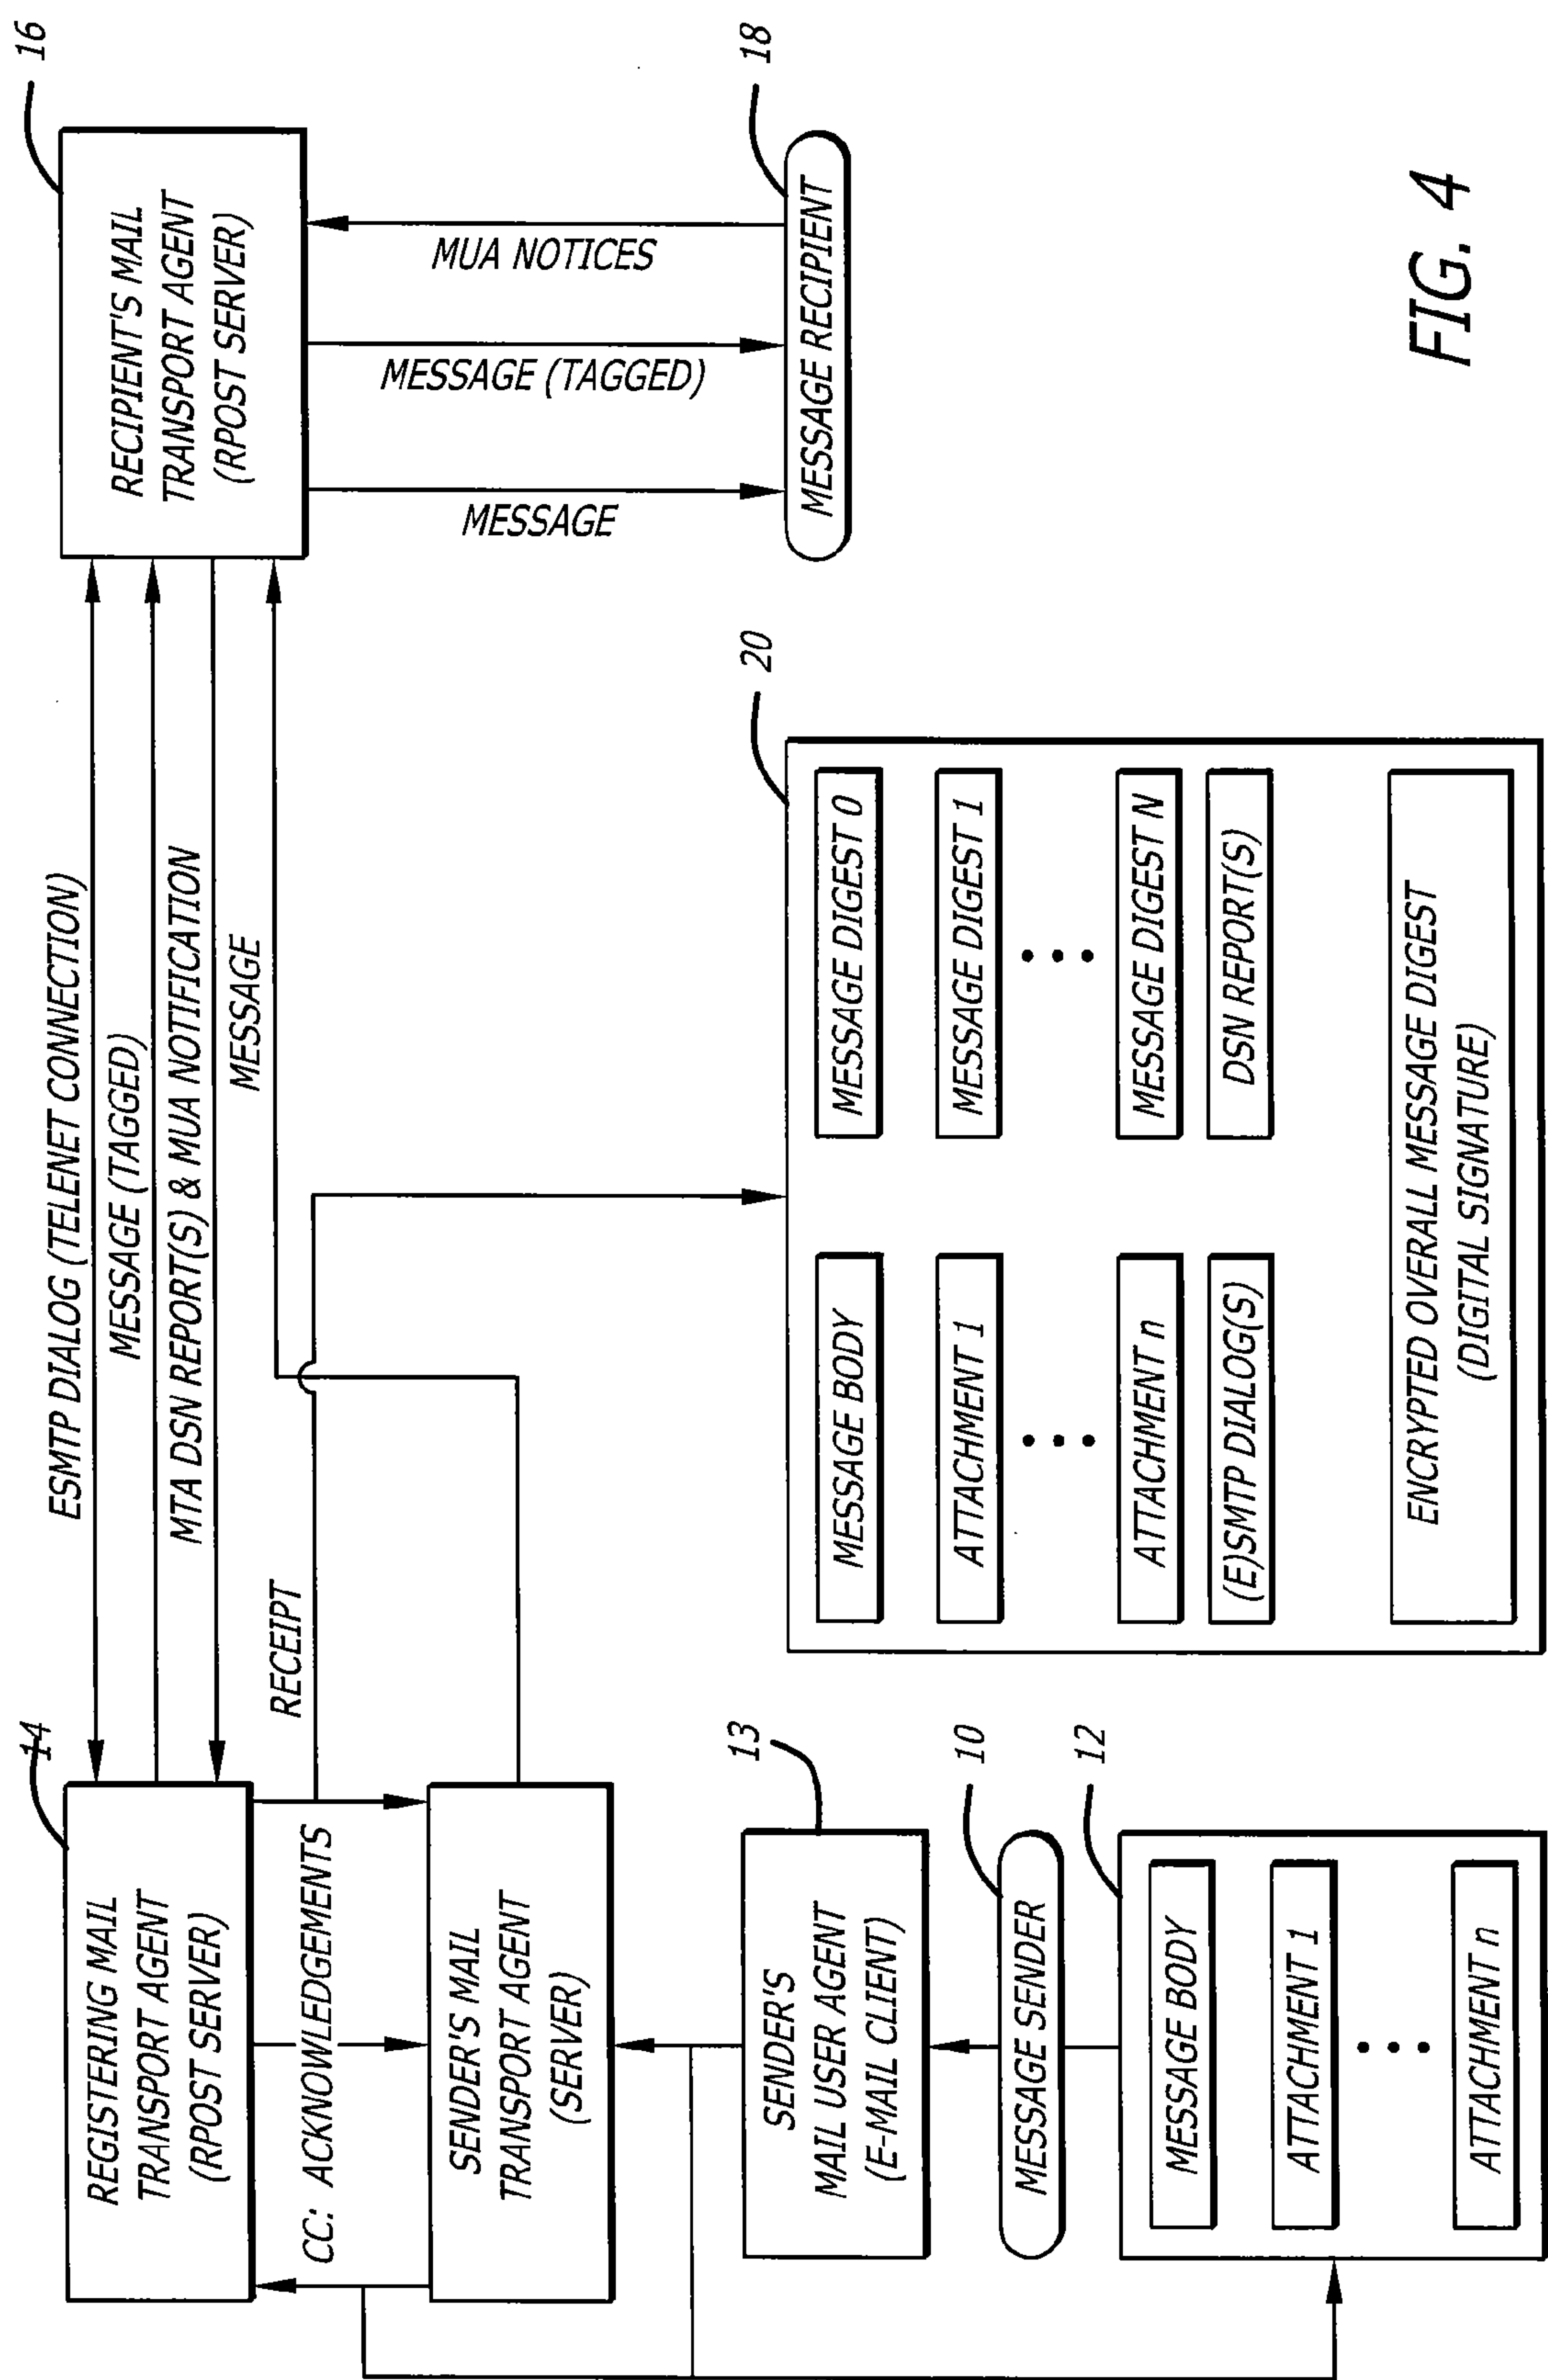 14
REGISTERING MAIL
TRANSPORT AGENT
(RPOST SERVER)
ESMTP DIALOG (TELENET CONNECTION)
MESSAGE (TAGGED)
MTA DSN REPORT(S) & MUA NOTIFICATION
MESSAGE
16
RECIPIENT'S MAIL
TRANSPORT AGENT
(RPOST SERVER)
CC: ACKNOWLEDGEMENTS
RECEIPT
SENDER'S MAIL
TRANSPORT AGENT
(SERVER)
MESSAGE
MESSAGE (TAGGED)
MUA NOTICES
13
SENDER'S
MAIL USER AGENT
(E-MAIL CLIENT)
18
MESSAGE RECIPIENT
10
MESSAGE SENDER
12
MESSAGE BODY
ATTACHMENT 1
ATTACHMENT n
20
MESSAGE BODY
MESSAGE DIGEST 0
ATTACHMENT 1
MESSAGE DIGEST 1
ATTACHMENT n
MESSAGE DIGEST N
(E)SMTP DIALOG(S)
DSN REPORT(S)
ENCRYPTED OVERALL MESSAGE DIGEST
(DIGITAL SIGNATURE)
FIG. 4